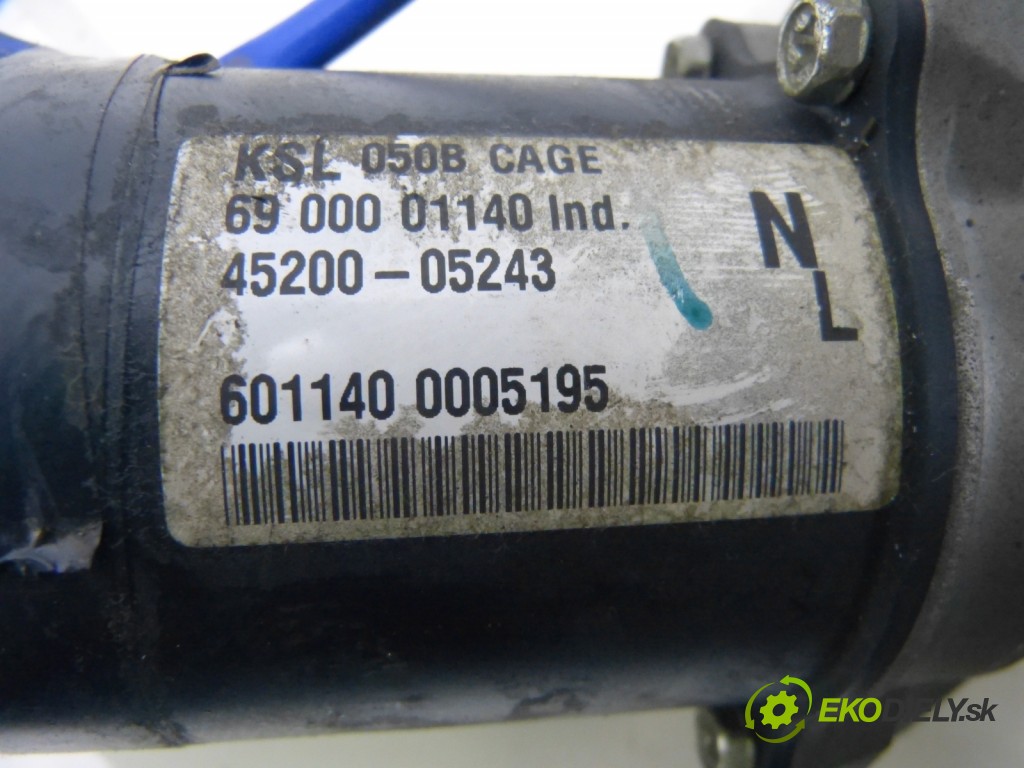 KSL 050B CAGE
69 000 01140 Ind.
45200-05243
N
L
601140 0005195
EKODIELY.sk